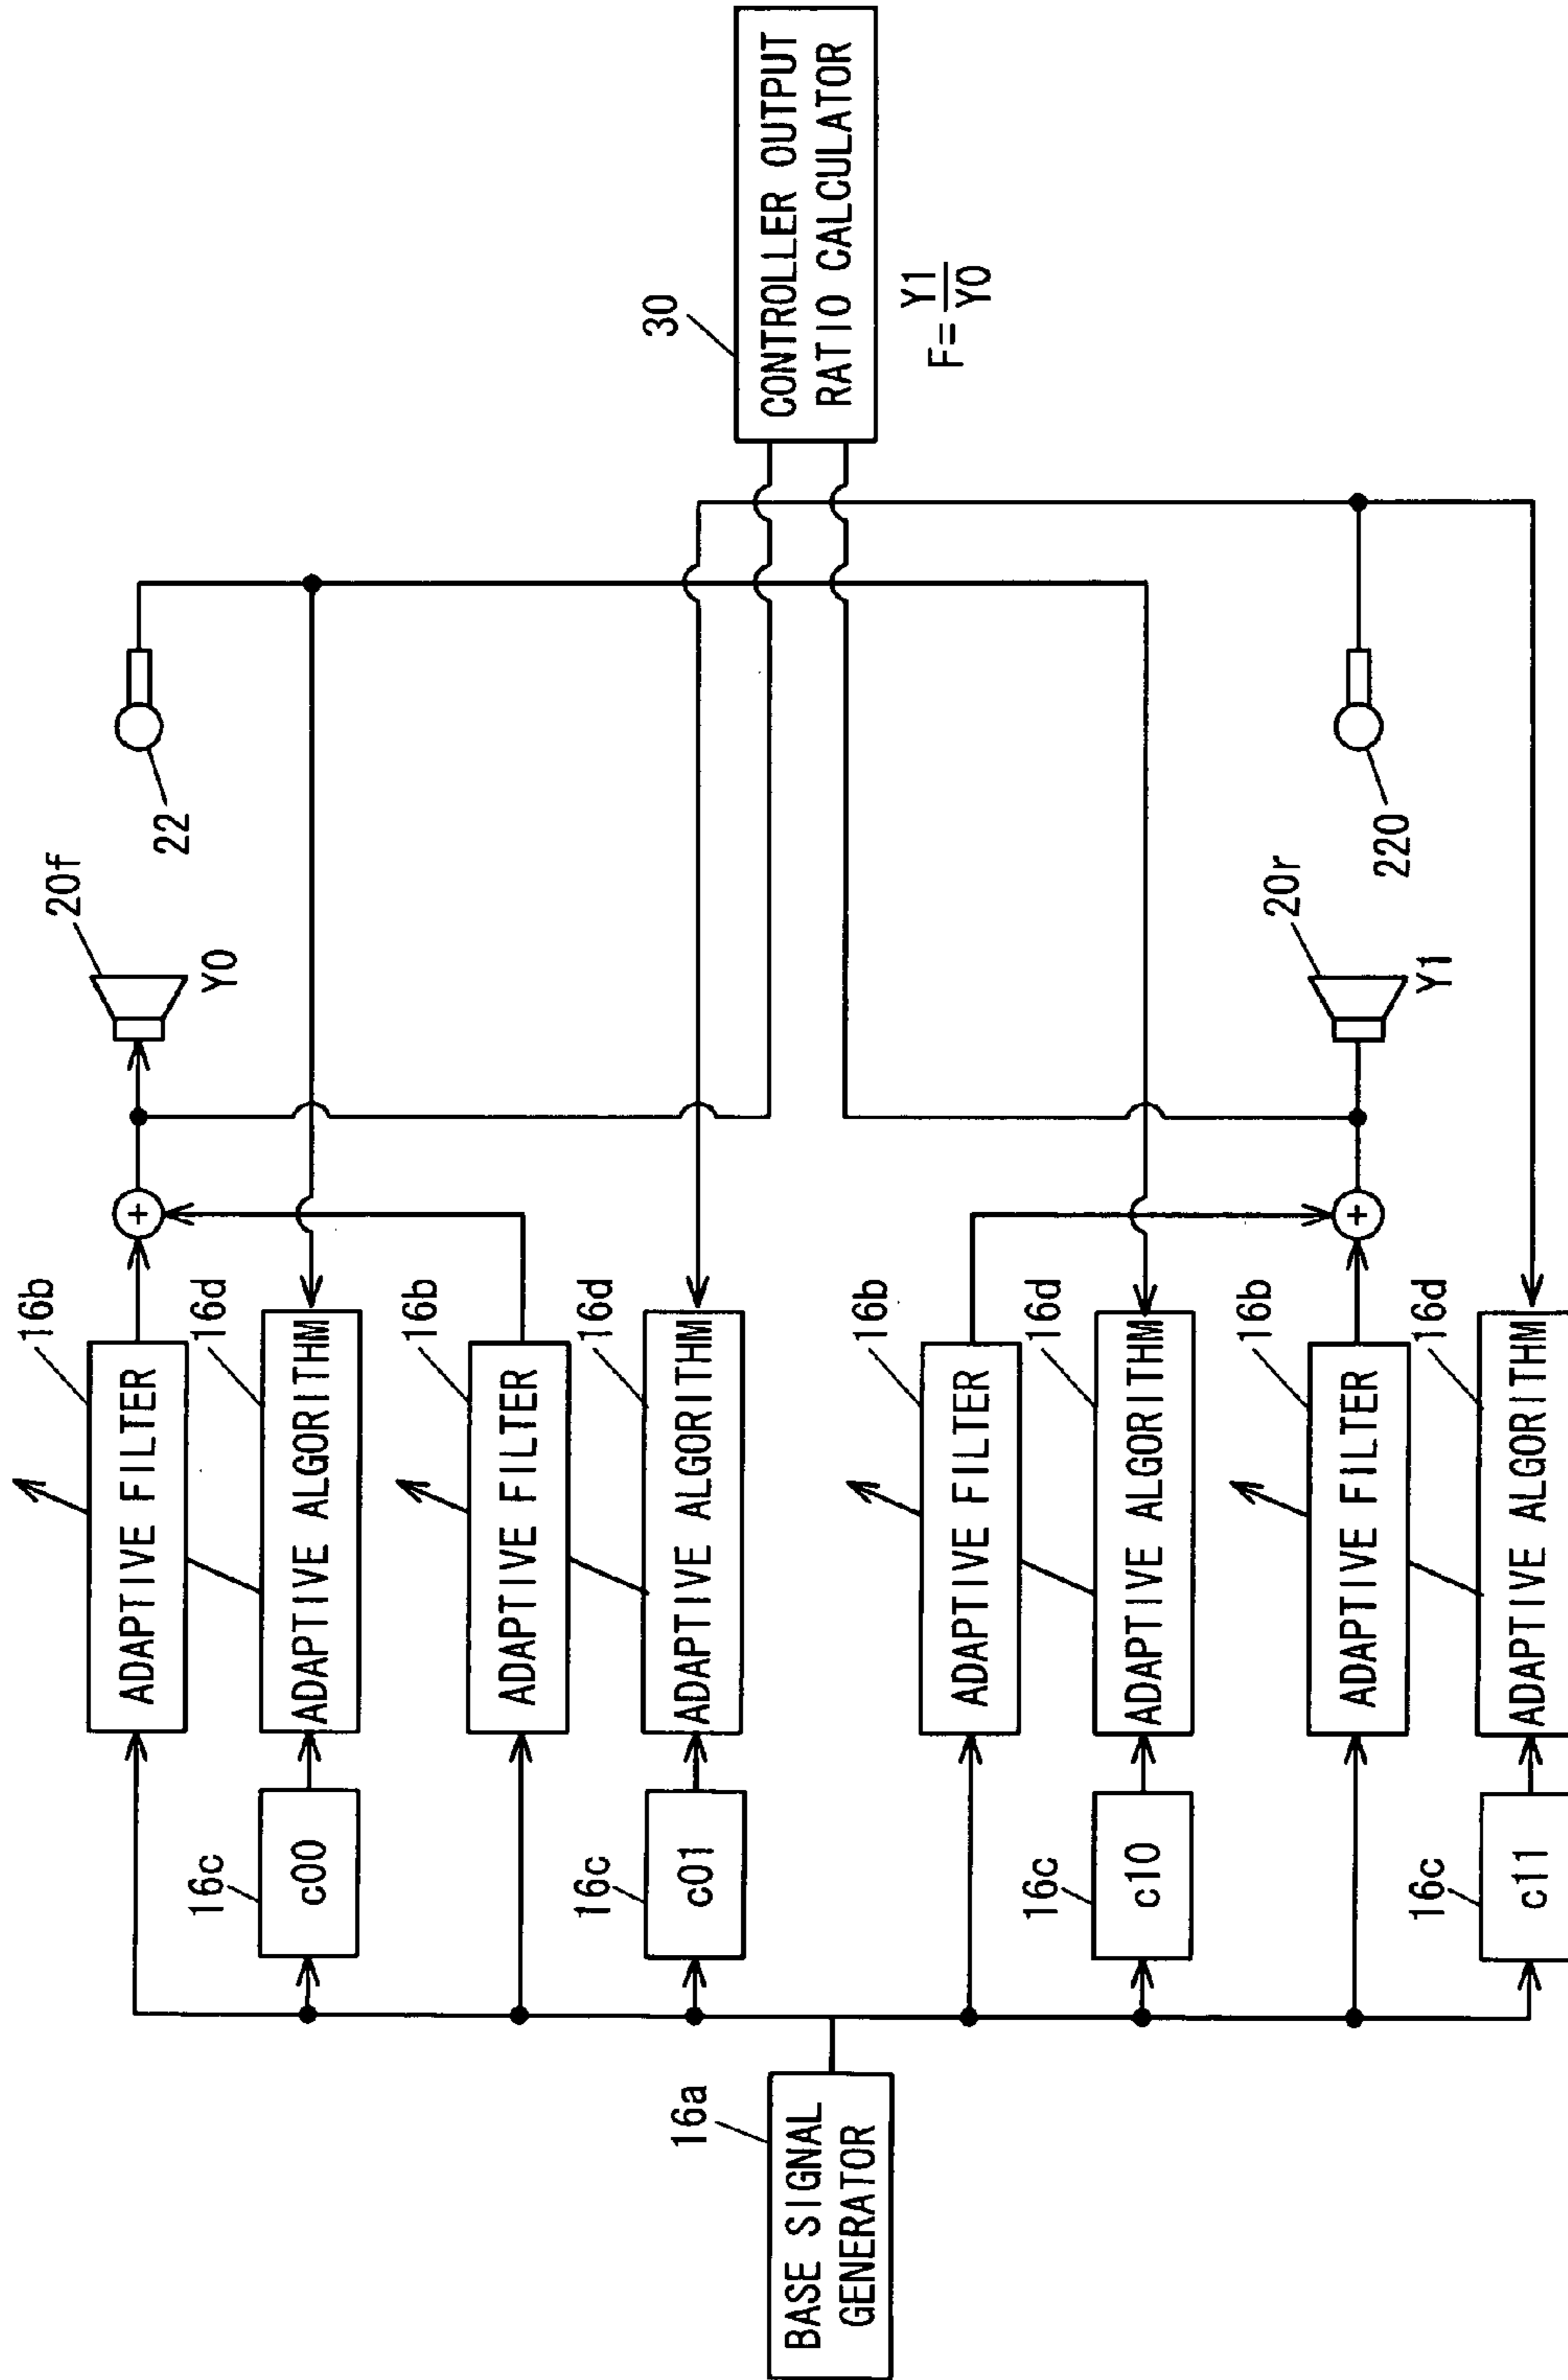 16a
BASE SIGNAL
GENERATOR
16b
ADAPTIVE FILTER
16c
c00
16d
ADAPTIVE ALGORITHM
16b
ADAPTIVE FILTER
16c
c01
16d
ADAPTIVE ALGORITHM
16b
ADAPTIVE FILTER
16c
c10
16d
ADAPTIVE ALGORITHM
16b
ADAPTIVE FILTER
16c
c11
16d
ADAPTIVE ALGORITHM
+
20f
Y0
22
+
20r
Y1
220
30
CONTROLLER OUTPUT
RATIO CALCULATOR
F=Y1/Y0